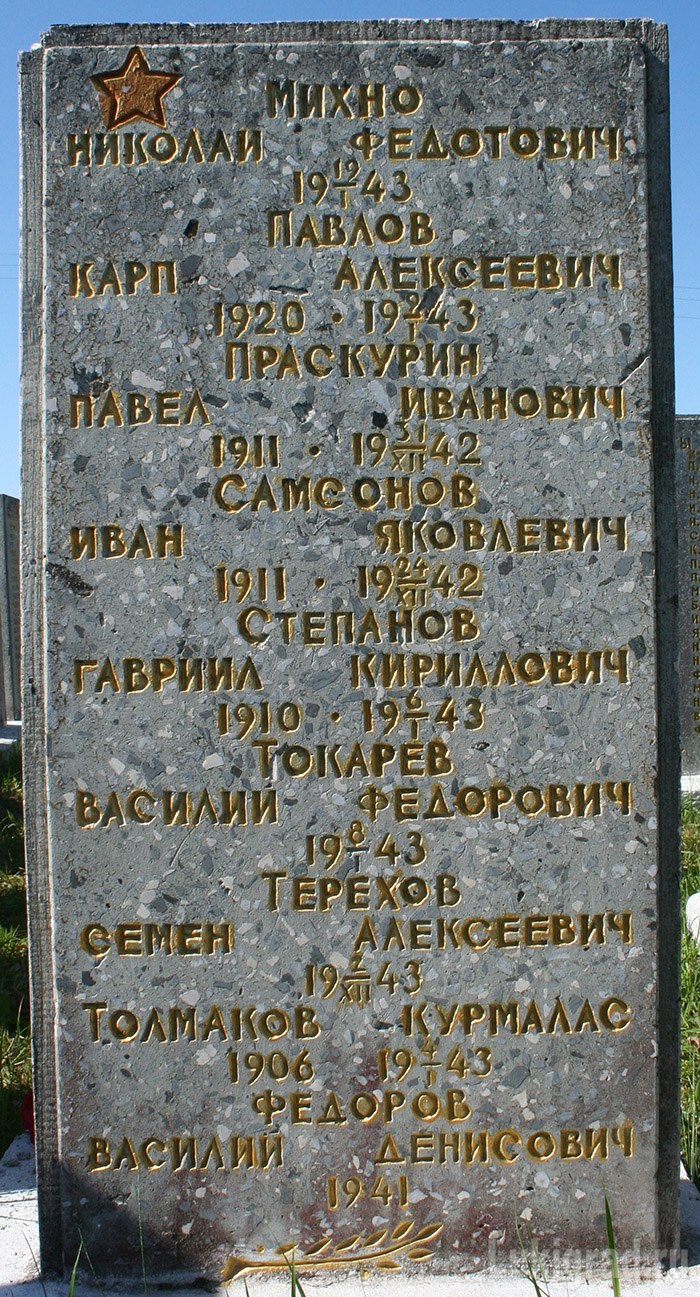 МИХНО
НИКОЛАЙ ФЕДОТОВИЧ
19 12/I 43
ПАВЛОВ
КАРП АЛЕКСЕЕВИЧ
1920 · 19 2/I 43
ПРАСКУРИН
ПАВЕЛ ИВАНОВИЧ
1911 · 19 31/XII 42
САМСОНОВ
ИВАН ЯКОВЛЕВИЧ
1911 · 19 24/XII 42
СТЕПАНОВ
ГАВРИИЛ КИРИЛЛОВИЧ
1910 · 19 6/I 43
ТОКАРЕВ
ВАСИЛИЙ ФЕДОРОВИЧ
19 8/I 43
ТЕРЕХОВ
СЕМЕН АЛЕКСЕЕВИЧ
19 2/XII 43
ТОЛМАКОВ КУРМАЛАС
1906 19 4/I 43
ФЕДОРОВ
ВАСИЛИЙ ДЕНИСОВИЧ
1941